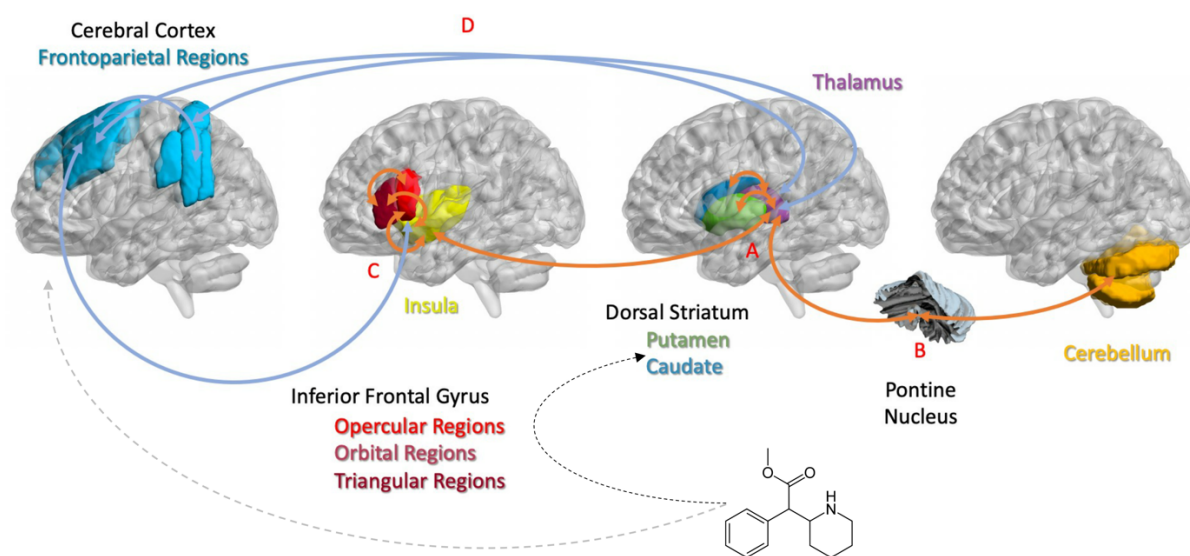 Cerebral Cortex
Frontoparietal Regions
D
Thalamus
C
Insula
A
Dorsal Striatum
Putamen
Caudate
B
Cerebellum
Pontine
Nucleus
Inferior Frontal Gyrus
Opercular Regions
Orbital Regions
Triangular Regions
O
O
NH